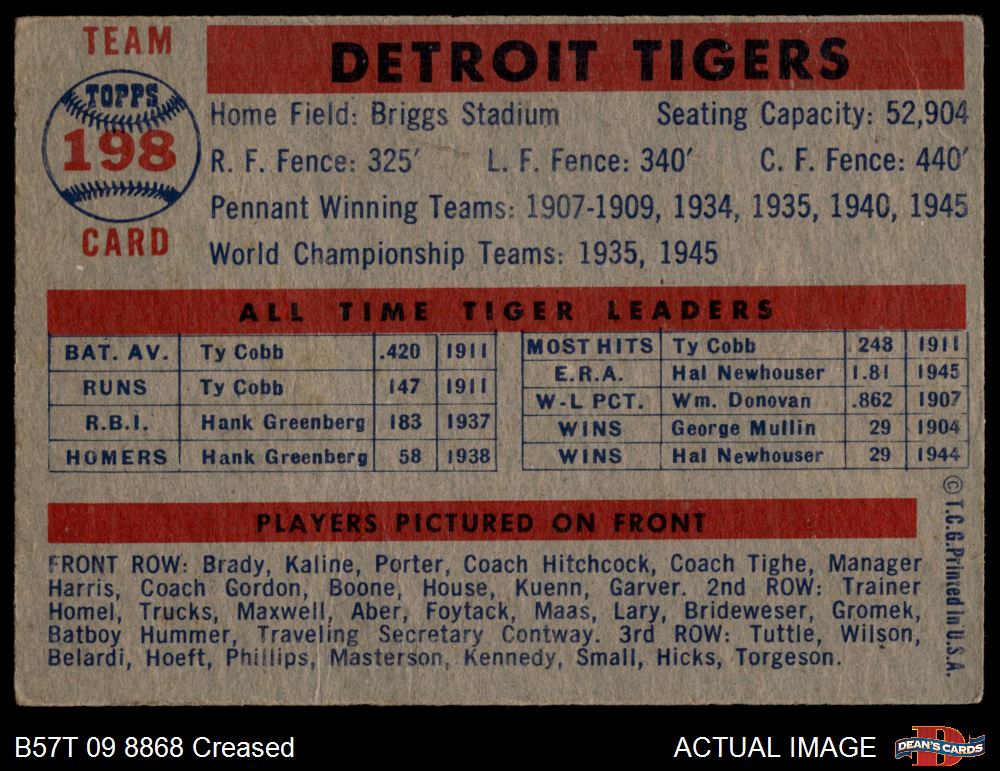 TEAM
TOPPS
198
CARD
DETROIT TIGERS
Home Field: Briggs Stadium Seating Capacity: 52,904
R. F. Fence: 325′ L. F. Fence: 340′ C. F. Fence: 440′
Pennant Winning Teams: 1907-1909, 1934, 1935, 1940, 1945
World Championship Teams: 1935, 1945
ALL TIME TIGER LEADERS
BAT. AV. Ty Cobb .420 1911
RUNS Ty Cobb 147 1911
R.B.I. Hank Greenberg 183 1937
HOMERS Hank Greenberg 58 1938
MOST HITS Ty Cobb 248 1911
E.R.A. Hal Newhouser 1.81 1945
W-L PCT. Wm. Donovan .862 1907
WINS George Mullin 29 1904
WINS Hal Newhouser 29 1944
PLAYERS PICTURED ON FRONT
FRONT ROW: Brady, Kaline, Porter, Coach Hitchcock, Coach Tighe, Manager
Harris, Coach Gordon, Boone, House, Kuenn, Garver. 2nd ROW: Trainer
Homel, Trucks, Maxwell, Aber, Foytack, Maas, Lary, Brideweser, Gromek,
Batboy Hummer, Traveling Secretary Contway. 3rd ROW: Tuttle, Wilson,
Belardi, Hoeft, Phillips, Masterson, Kennedy, Small, Hicks, Torgeson.
© T.C.G. Printed in U.S.A.
B57T 09 8868 Creased
ACTUAL IMAGE
DEAN'S CARDS